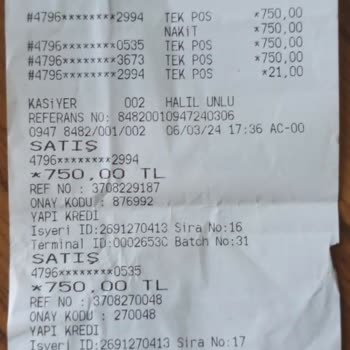 #4796********2994 TEK POS *750,00
NAKİT *750,00
#4796********0535 TEK POS *750,00
#4796********3673 TEK POS *750,00
#4796********2994 TEK POS *21,00
KASİYER 002 HALIL UNLU
REFERANS NO: 84820010947240306
0947 8482/001/002 06/03/24 17:36 AC-00
SATIŞ
4796********2994
*750,00 TL
REF NO : 3708229187
ONAY KODU : 876992
YAPI KREDI
Isyeri ID:2691270413 Sira No:16
Terminal ID:0002653C Batch No:31
SATIŞ
4796********0535
*750,00 TL
REF NO : 3708270048
ONAY KODU : 270048
YAPI KREDI
Isyeri ID:2691270413 Sira No:17